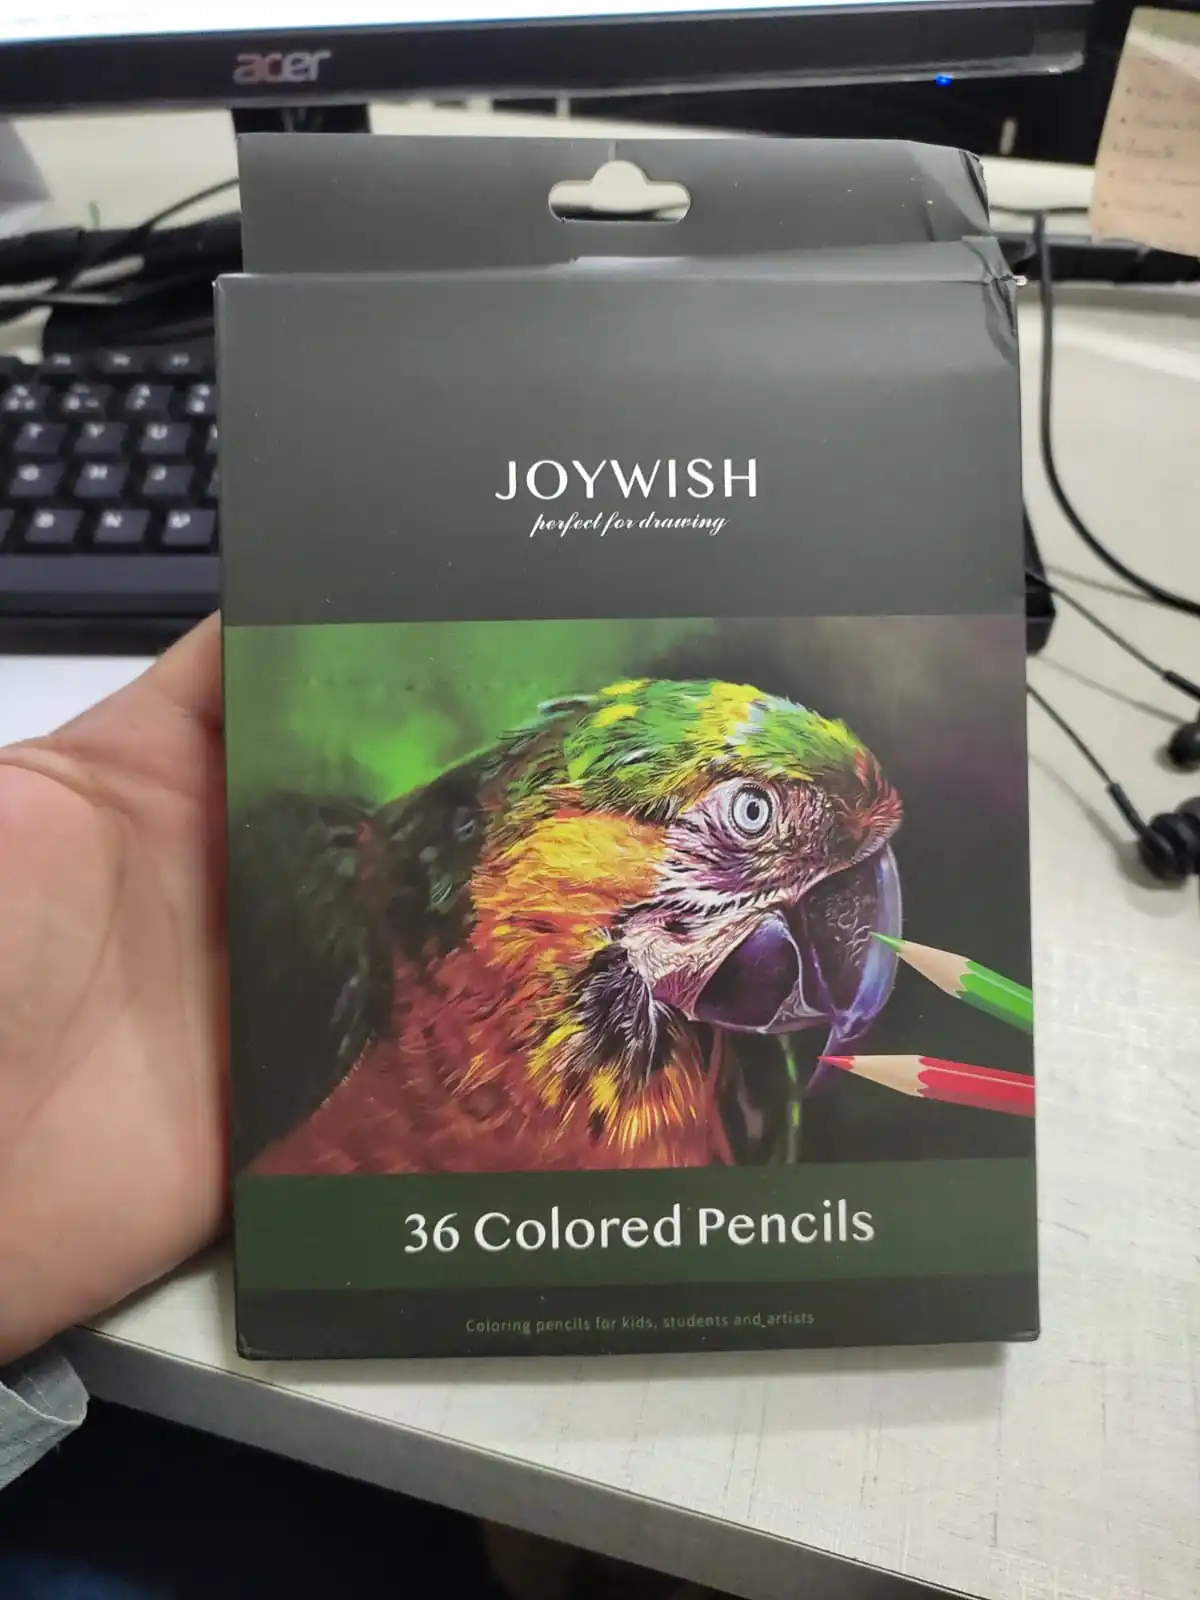 acer
JOYWISH
perfect for drawing
36 Colored Pencils
Coloring pencils for kids, students and artists
T Y U
B N